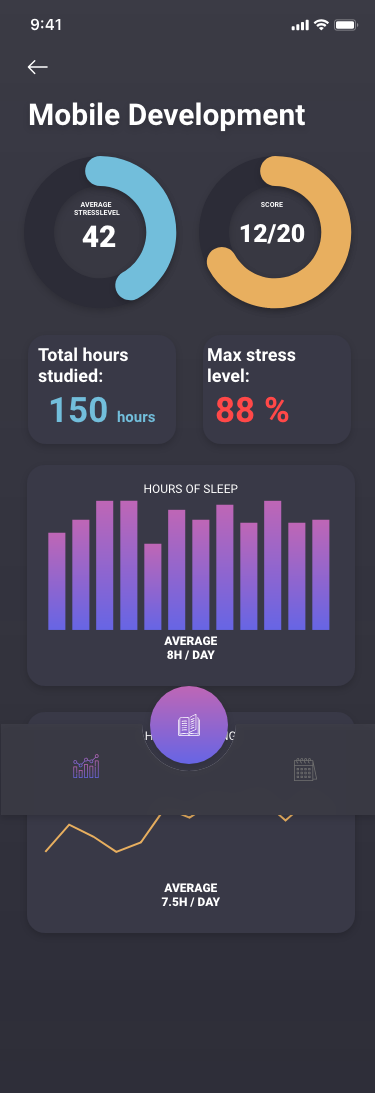 9:41
Mobile Development
AVERAGE
STRESSLEVEL
42
SCORE
12/20
Total hours
studied:
150 hours
Max stress
level:
88 %
HOURS OF SLEEP
AVERAGE
8H / DAY
AVERAGE
7.5H / DAY